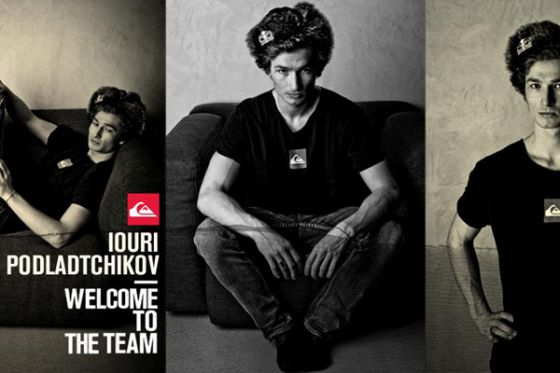 IOURI
PODLADTCHIKOV
WELCOME
TO
THE TEAM